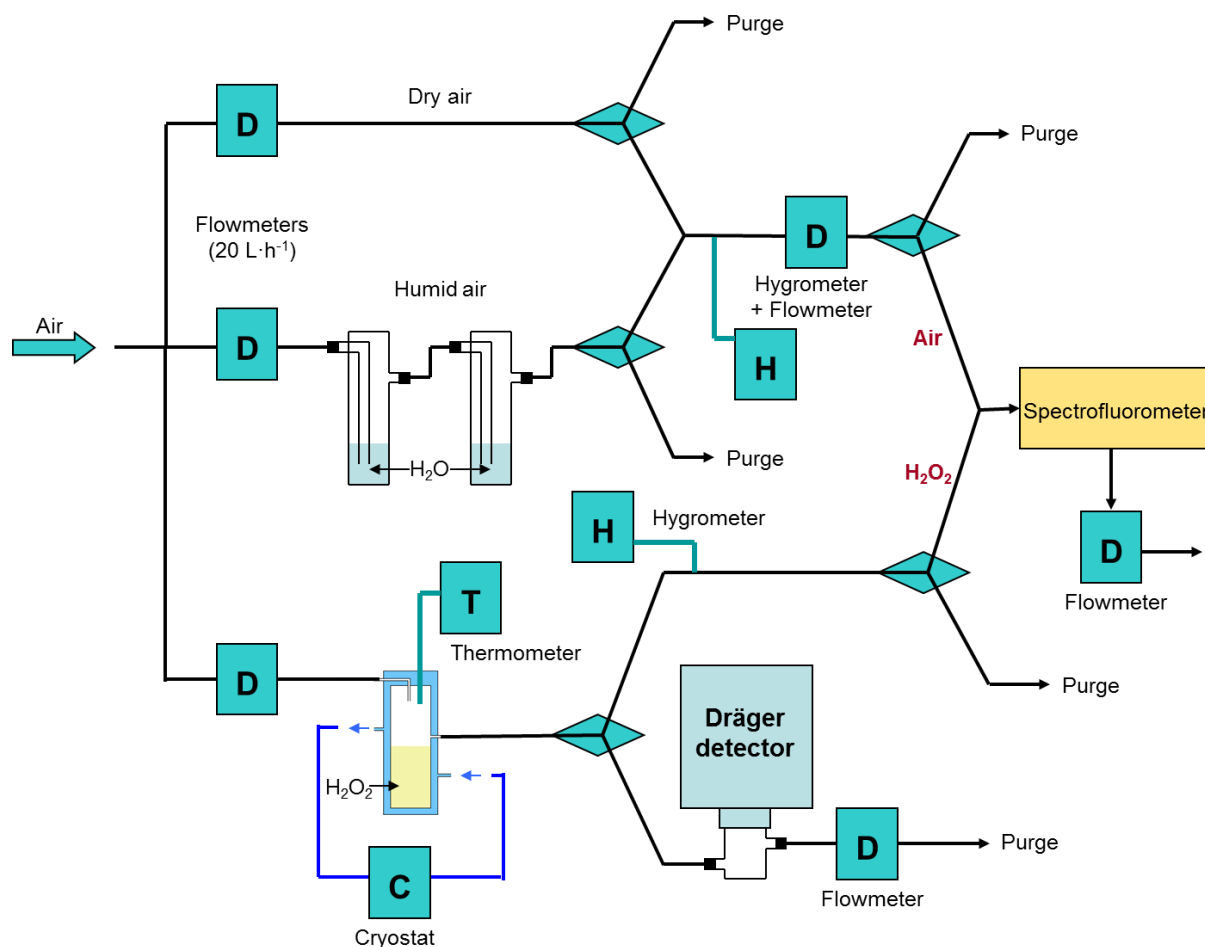 Purge
Dry air
D
Purge
Flowmeters
(20 L·h⁻¹)
D
Hygrometer
+ Flowmeter
Humid air
Air
D
Air
H
Spectrofluorometer
H₂O
Purge
H₂O₂
Hygrometer
H
D
Flowmeter
T
Thermometer
D
Purge
Dräger
detector
H₂O₂
Purge
D
C
Flowmeter
Cryostat